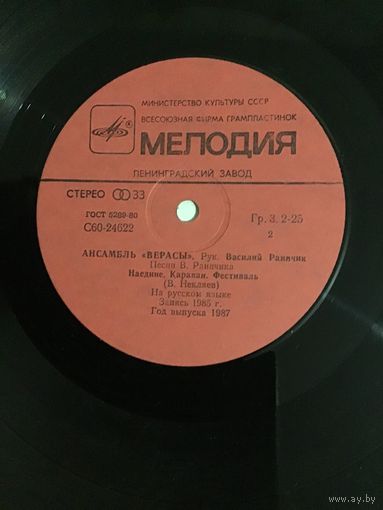 МИНИСТЕРСТВО КУЛЬТУРЫ СССР
ВСЕСОЮЗНАЯ ФИРМА ГРАМПЛАСТИНОК
МЕЛОДИЯ
ЛЕНИНГРАДСКИЙ ЗАВОД
СТЕРЕО 33
ГОСТ 5289-80
С60-24622
Гр. 3. 2-25
2
АНСАМБЛЬ «ВЕРАСЫ», Рук. Василий Раинчик
Песни В. Раинчика
Наедине, Караван, Фестиваль
(В. Некляев)
На русском языке
Запись 1985 г.
Год выпуска 1987
www.ay.by